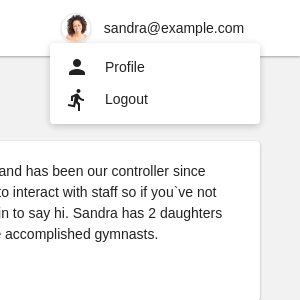 sandra@example.com
Profile
Logout
and has been our controller since
to interact with staff so if you`ve not
in to say hi. Sandra has 2 daughters
accomplished gymnasts.